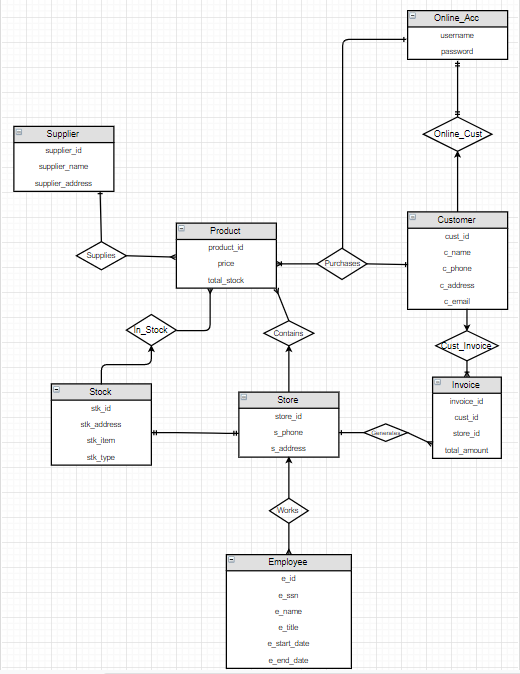 Online_Acc
username
password
Online_Cust
Supplier
supplier_id
supplier_name
supplier_address
Customer
cust_id
c_name
c_phone
c_address
c_email
Product
product_id
price
total_stock
Supplies
Purchases
In_Stock
Contains
Cust_Invoice
Stock
stk_id
stk_address
stk_item
stk_type
Store
store_id
s_phone
s_address
Generates
Invoice
invoice_id
cust_id
store_id
total_amount
Works
Employee
e_id
e_ssn
e_name
e_title
e_start_date
e_end_date